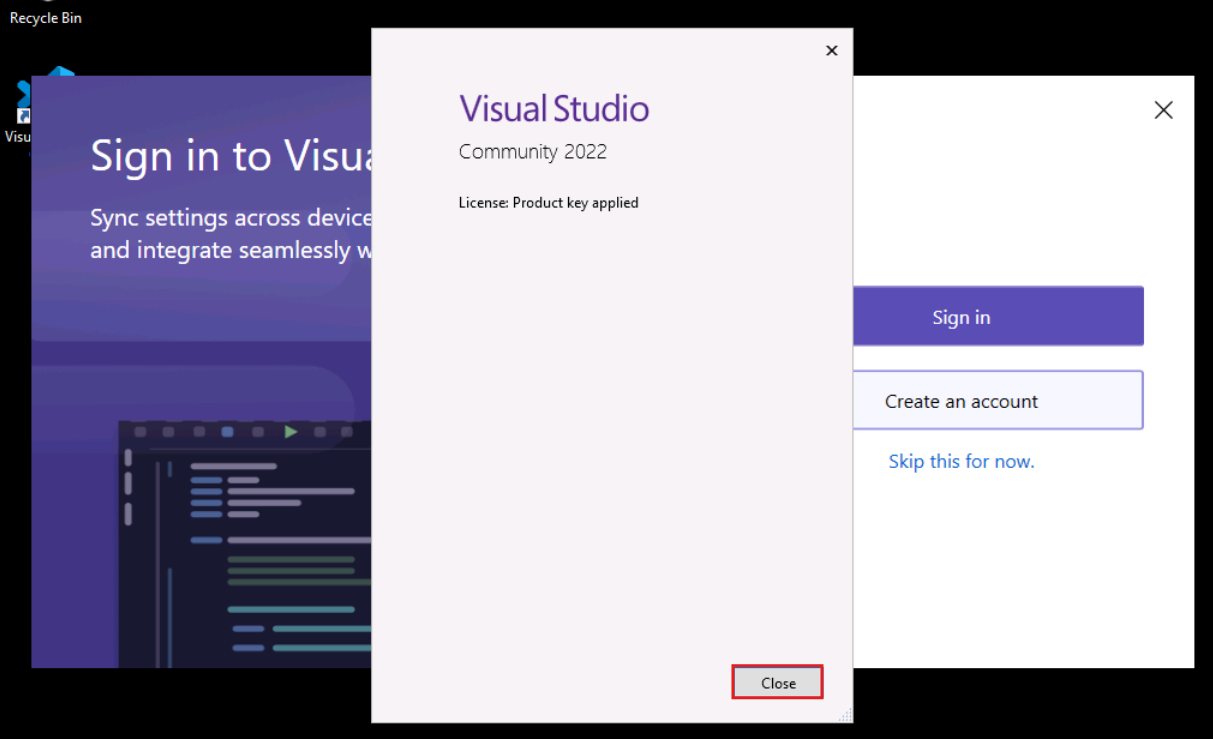 Recycle Bin
Visu
Sign in to Visua
Sync settings across device
and integrate seamlessly w
Visual Studio
Community 2022
License: Product key applied
Close
Sign in
Create an account
Skip this for now.